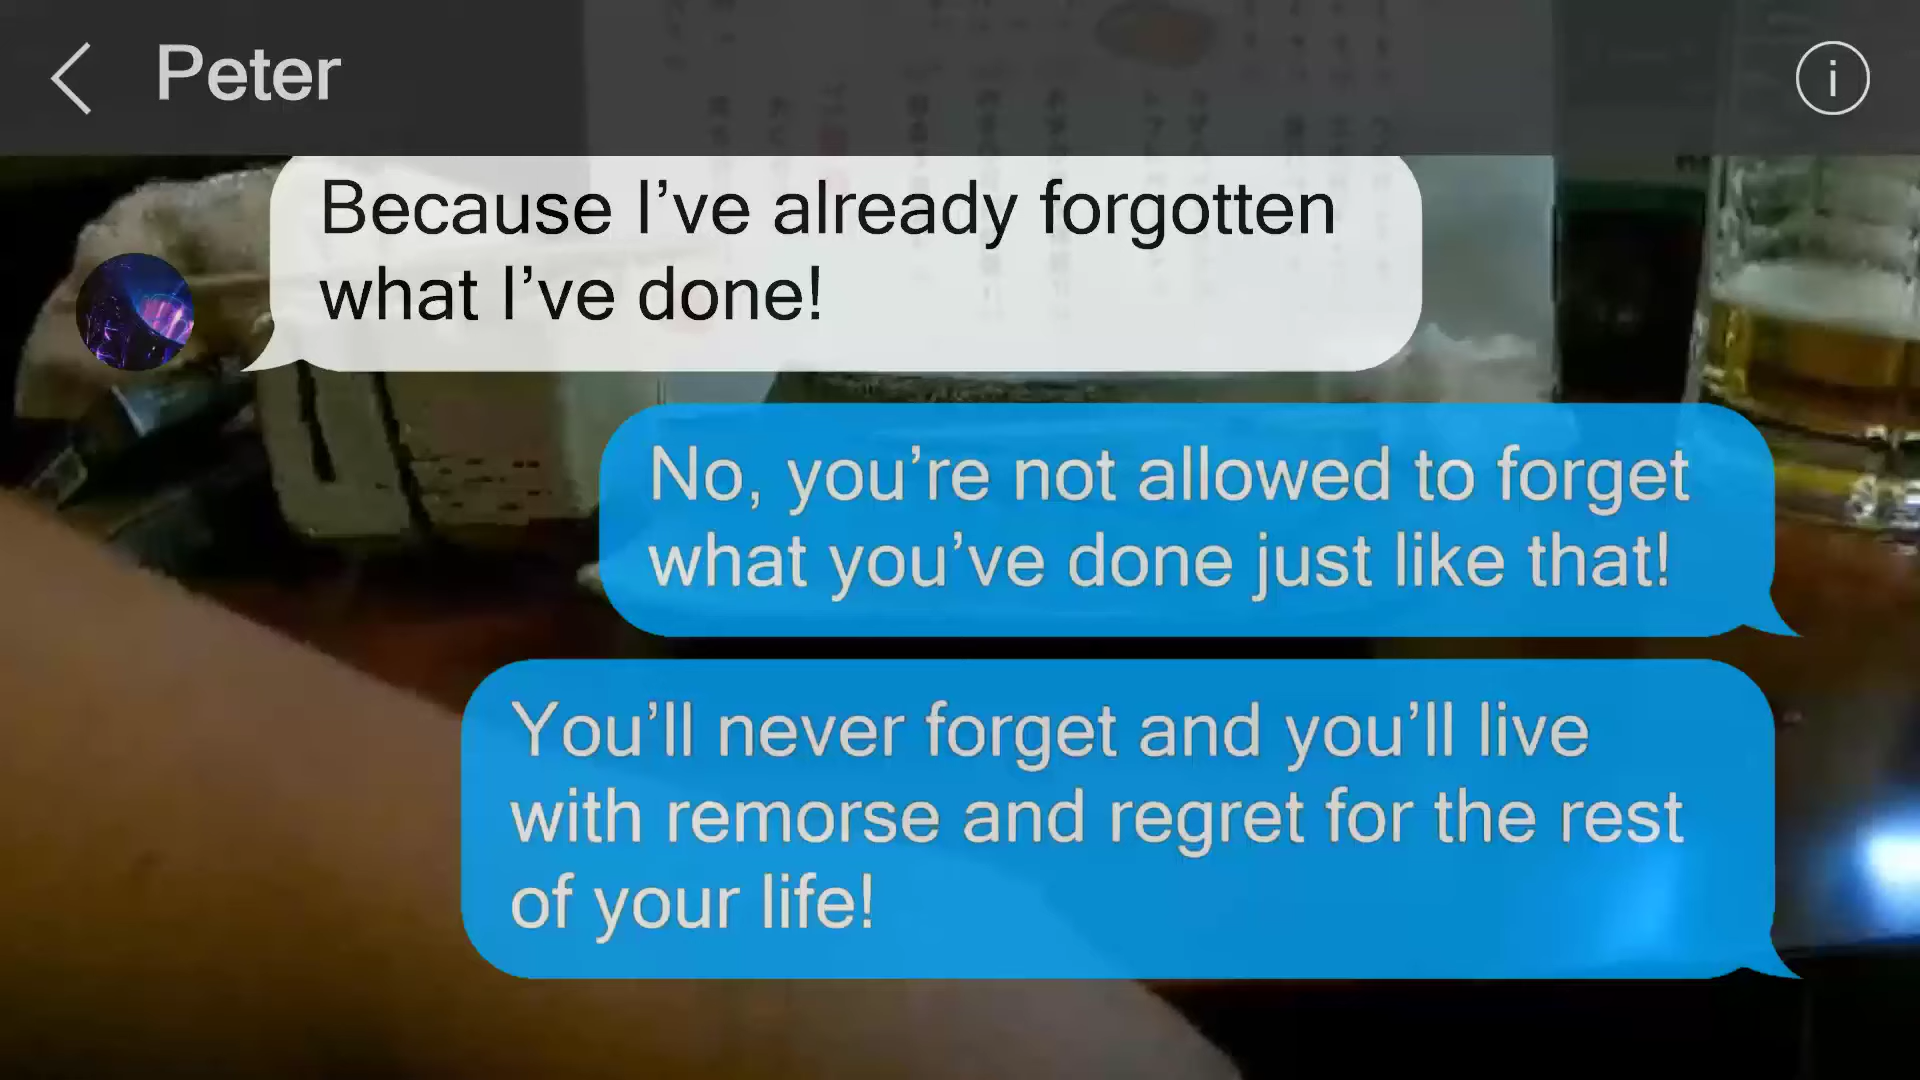 Peter
Because I’ve already forgotten
what I’ve done!
No, you’re not allowed to forget
what you’ve done just like that!
You’ll never forget and you’ll live
with remorse and regret for the rest
of your life!